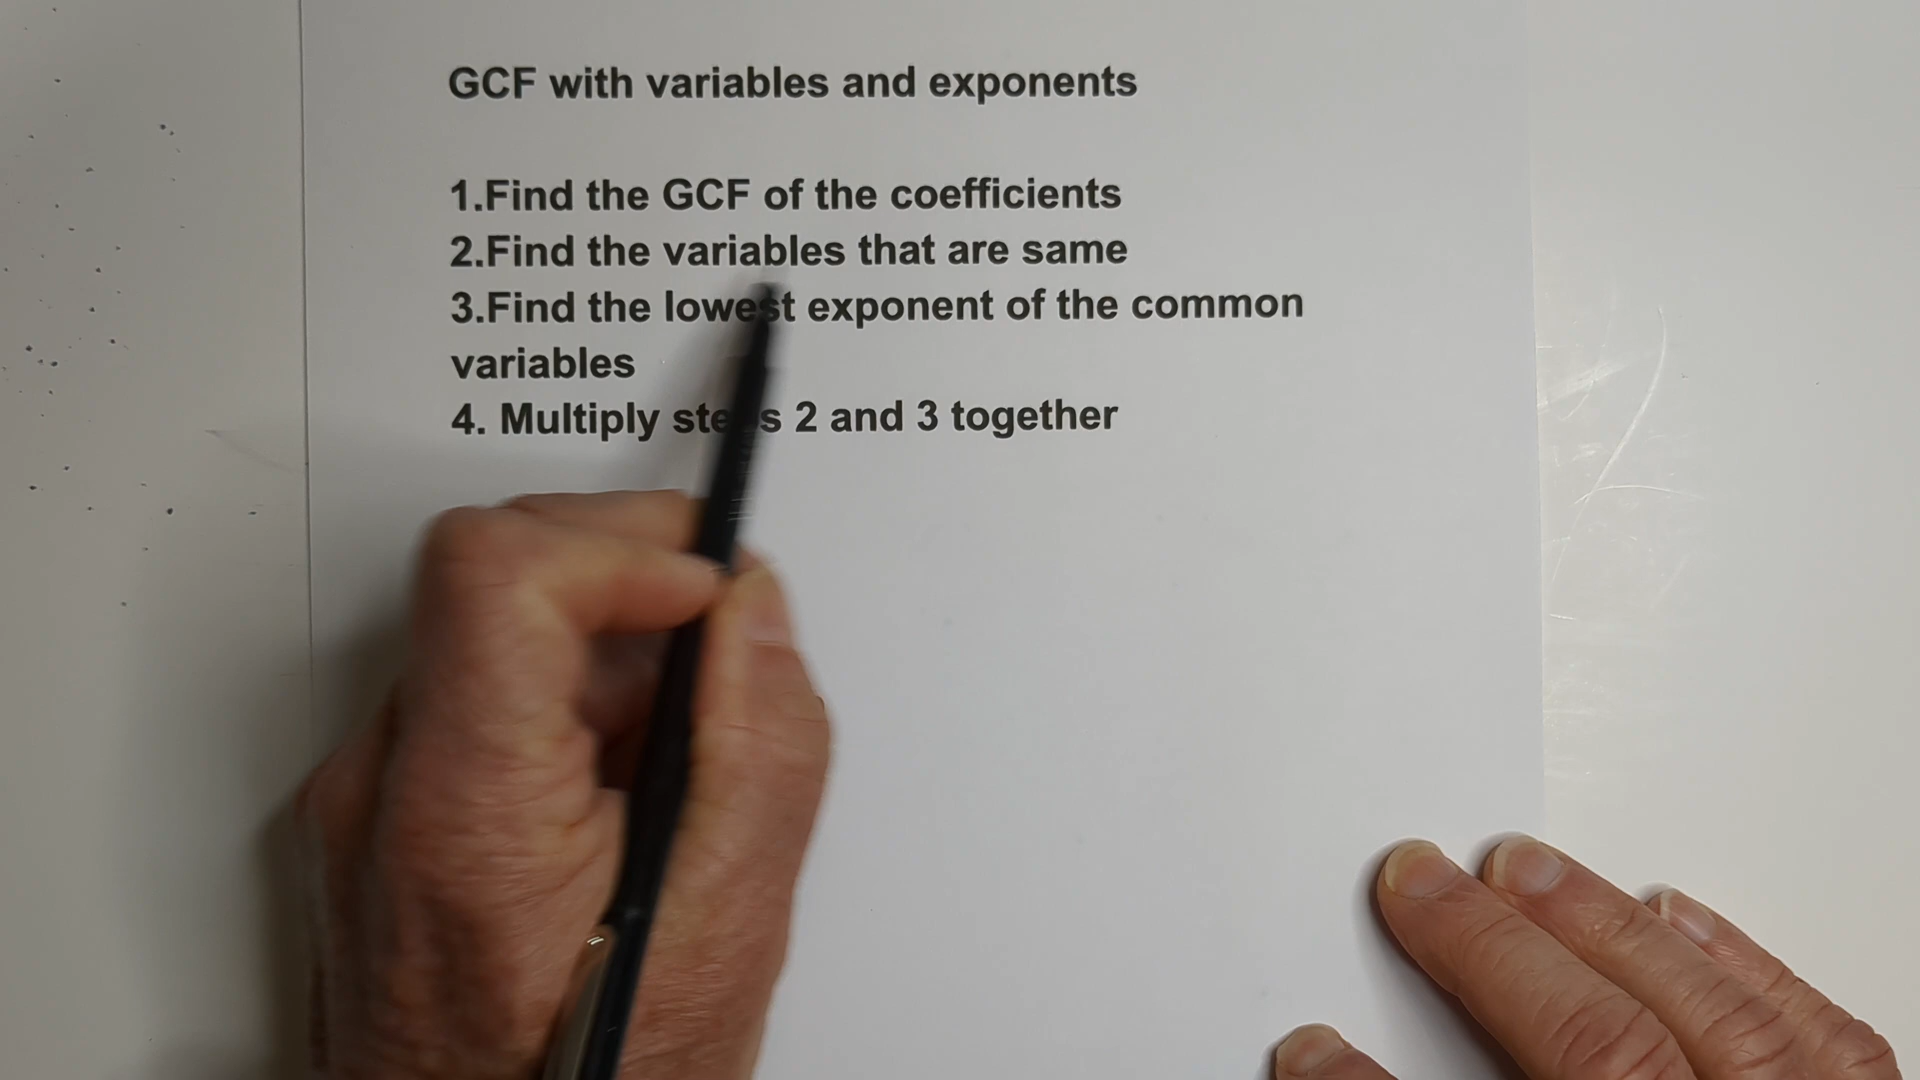 GCF with variables and exponents
1.Find the GCF of the coefficients
2.Find the variables that are same
3.Find the lowest exponent of the common
variables
4. Multiply steps 2 and 3 together